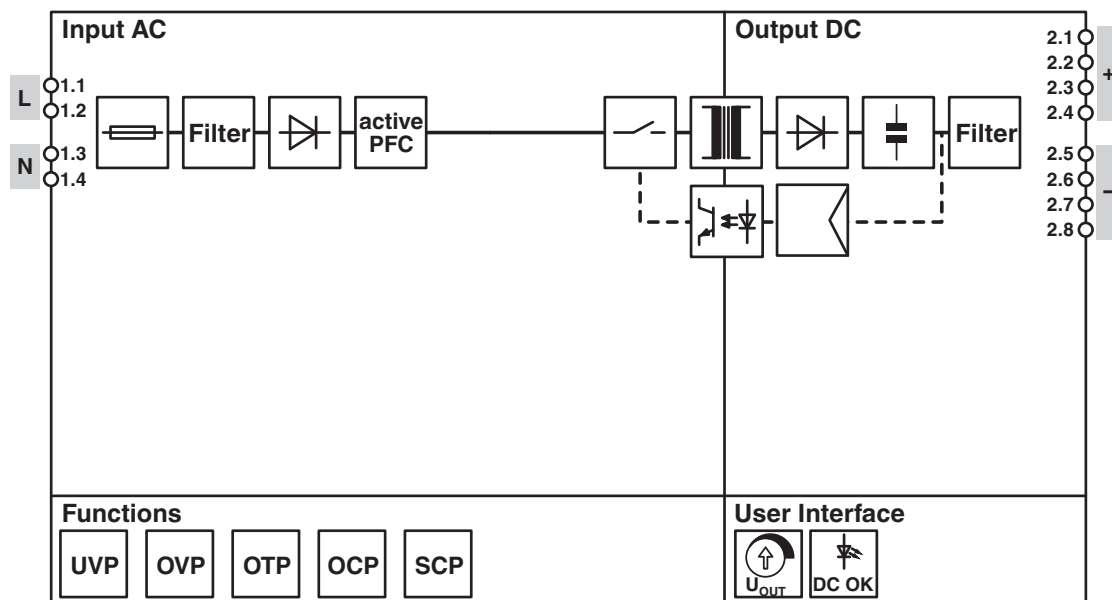 Input AC
Output DC
L
1.1
1.2
N
1.3
1.4
Filter
active
PFC
Filter
2.1
2.2
2.3
2.4
+
2.5
2.6
2.7
2.8
–
Functions
UVP
OVP
OTP
OCP
SCP
User Interface
UOUT
DC OK